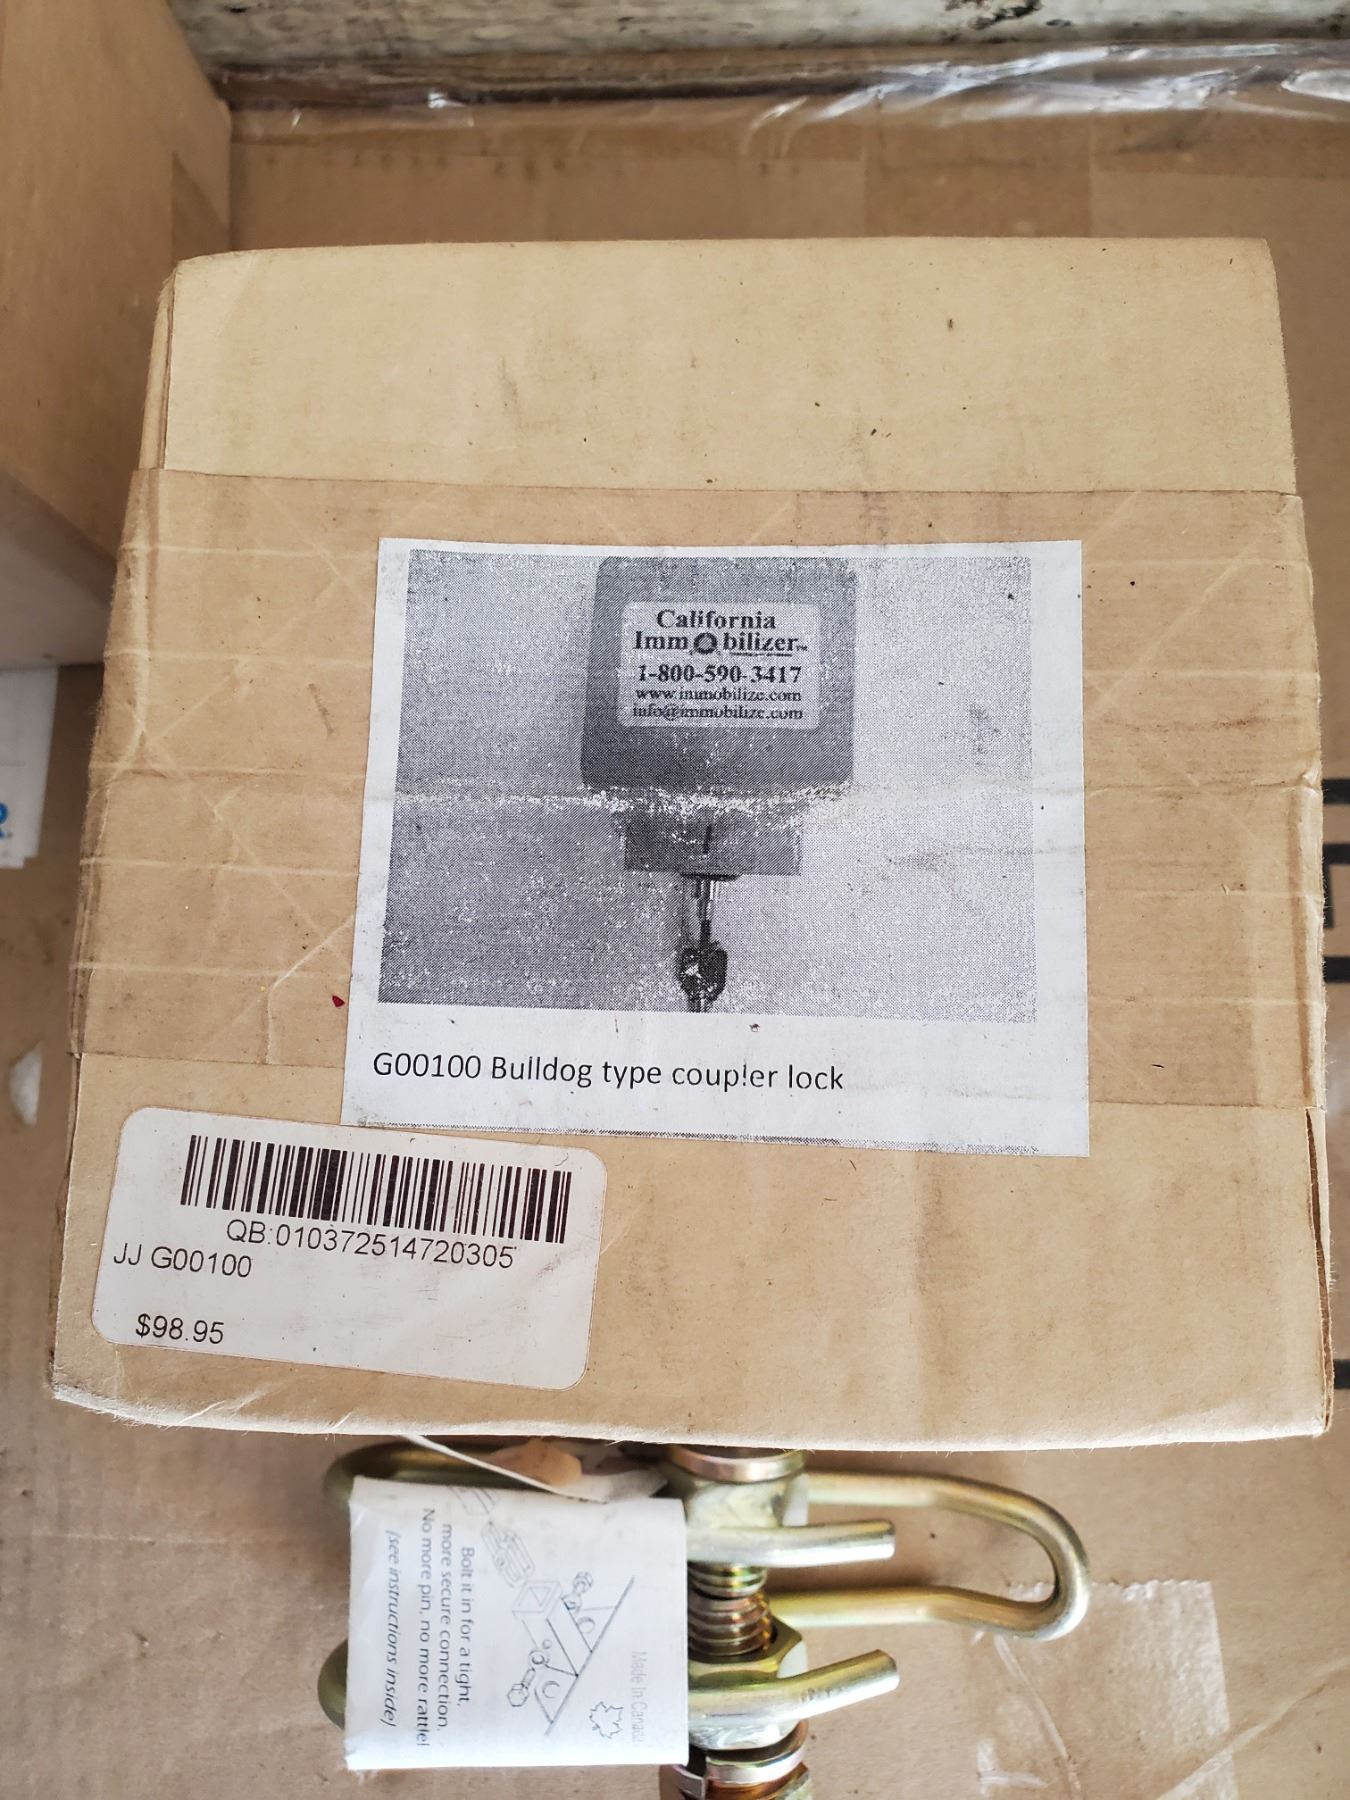 California
Immobilizer™
1-800-590-3417
www.immobilize.com
info@immobilize.com
G00100 Bulldog type coupler lock
QB:010372514720305
JJ G00100
$98.95
Made In Canada
Bolt it in for a tight,
more secure connection.
No more pin, no more rattle!
(see instructions inside)